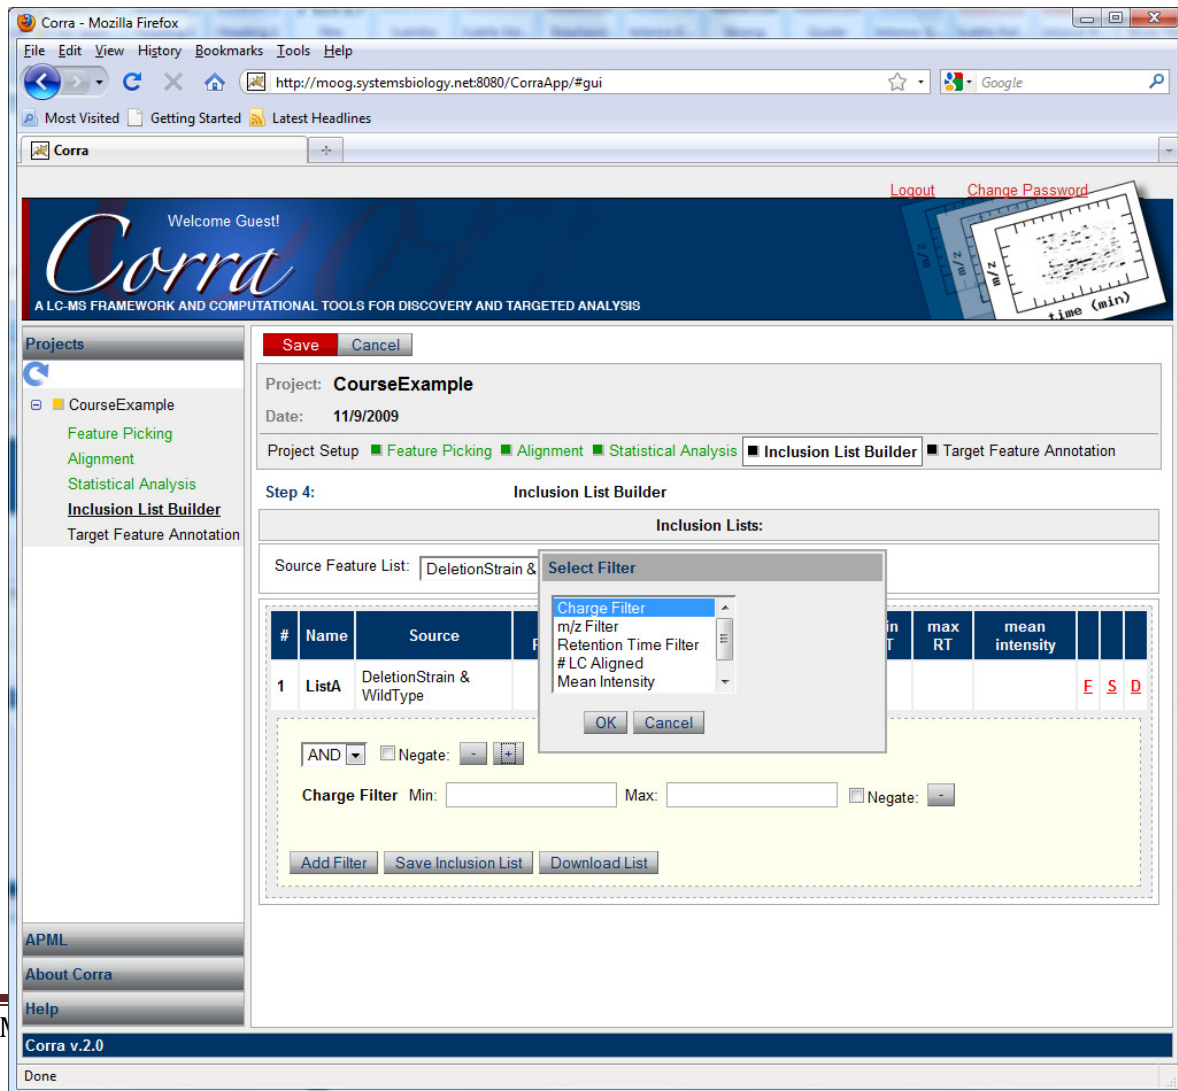 Corra - Mozilla Firefox
File Edit View History Bookmarks Tools Help
http://moog.systemsbiology.net:8080/CorraApp/#gui
Google
Most Visited Getting Started Latest Headlines
Corra
Logout Change Password
Welcome Guest!
Corra
A LC-MS FRAMEWORK AND COMPUTATIONAL TOOLS FOR DISCOVERY AND TARGETED ANALYSIS
m/z
m/z
m/z
time (min)
Projects
Save Cancel
CourseExample
Feature Picking
Alignment
Statistical Analysis
Inclusion List Builder
Target Feature Annotation
Project: CourseExample
Date: 11/9/2009
Project Setup Feature Picking Alignment Statistical Analysis Inclusion List Builder Target Feature Annotation
Step 4: Inclusion List Builder
Inclusion Lists:
Source Feature List: DeletionStrain &
Select Filter
Charge Filter
m/z Filter
Retention Time Filter
# LC Aligned
Mean Intensity
OK Cancel
# Name Source max RT mean intensity
1 ListA DeletionStrain & WildType F S D
AND Negate: - +
Charge Filter Min: Max: Negate: -
Add Filter Save Inclusion List Download List
APML
About Corra
Help
Corra v.2.0
Done